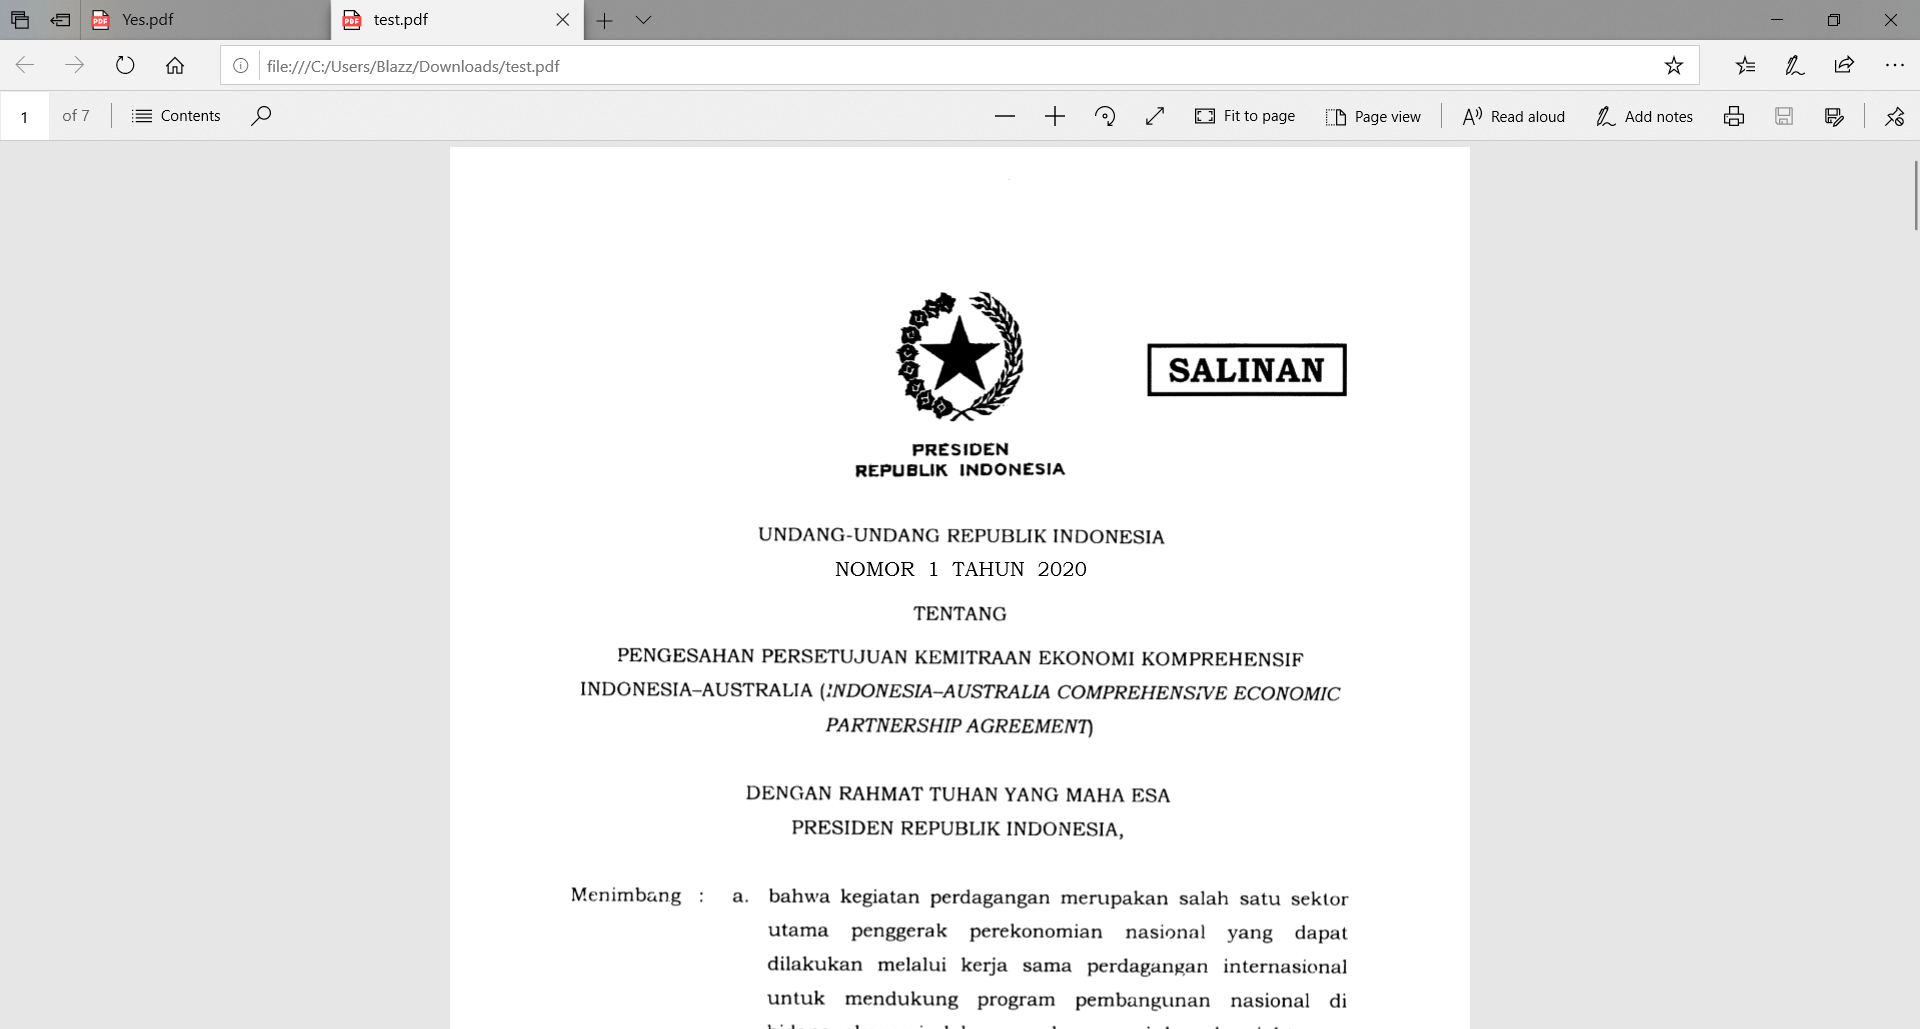 Yes.pdf
test.pdf
file:///C:/Users/Blazz/Downloads/test.pdf
1 of 7 Contents Fit to page Page view Read aloud Add notes
SALINAN
PRESIDEN
REPUBLIK INDONESIA
UNDANG-UNDANG REPUBLIK INDONESIA
NOMOR 1 TAHUN 2020
TENTANG
PENGESAHAN PERSETUJUAN KEMITRAAN EKONOMI KOMPREHENSIF
INDONESIA–AUSTRALIA (INDONESIA–AUSTRALIA COMPREHENSIVE ECONOMIC
PARTNERSHIP AGREEMENT)
DENGAN RAHMAT TUHAN YANG MAHA ESA
PRESIDEN REPUBLIK INDONESIA,
Menimbang : a. bahwa kegiatan perdagangan merupakan salah satu sektor
utama penggerak perekonomian nasional yang dapat
dilakukan melalui kerja sama perdagangan internasional
untuk mendukung program pembangunan nasional di